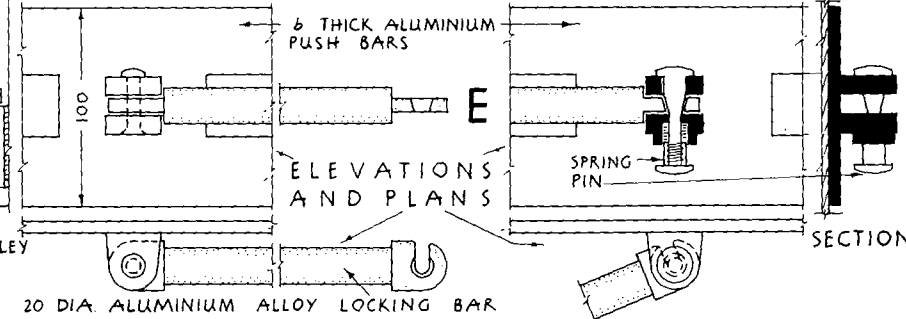 6 THICK ALUMINIUM
PUSH BARS
100
E
SPRING
PIN
ELEVATIONS
AND PLANS
LEY
SECTION
20 DIA. ALUMINIUM ALLOY LOCKING BAR